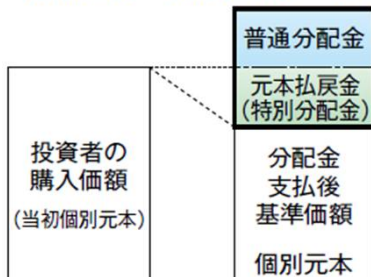 普通分配金
元本払戻金
(特別分配金)
投資者の
購入価額
(当初個別元本)
分配金
支払後
基準価額
個別元本